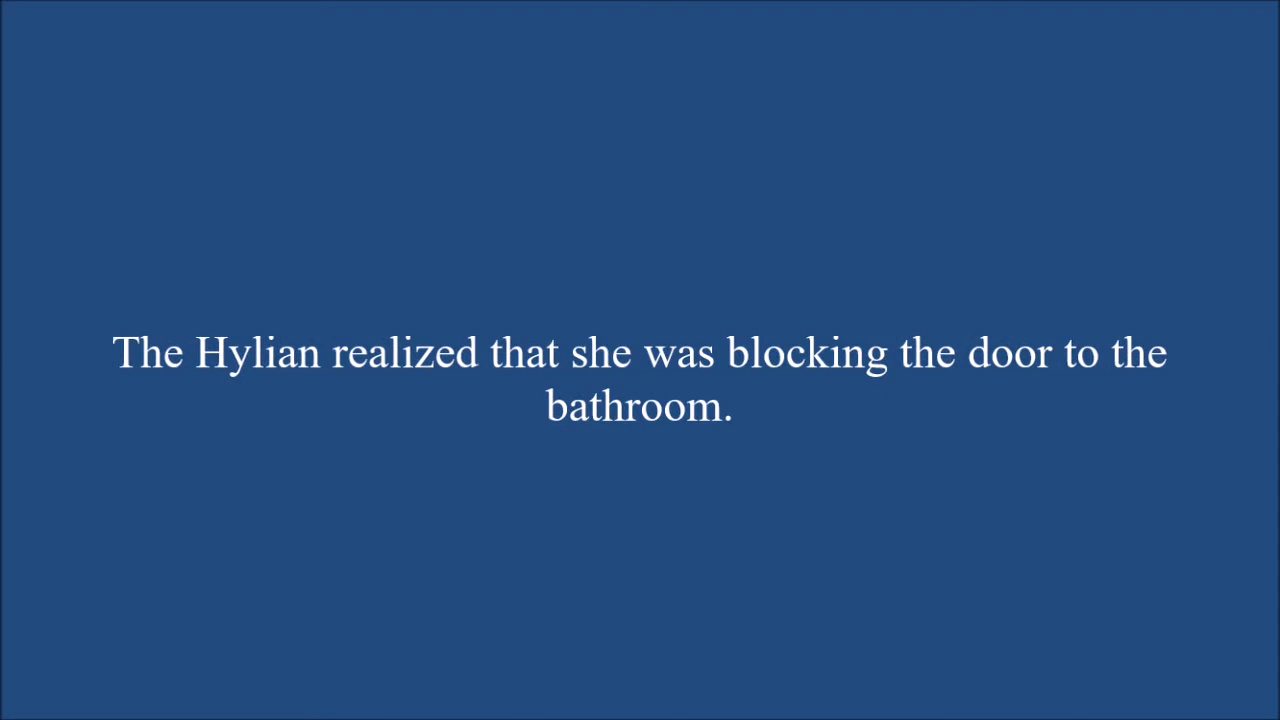 The Hylian realized that she was blocking the door to the
bathroom.